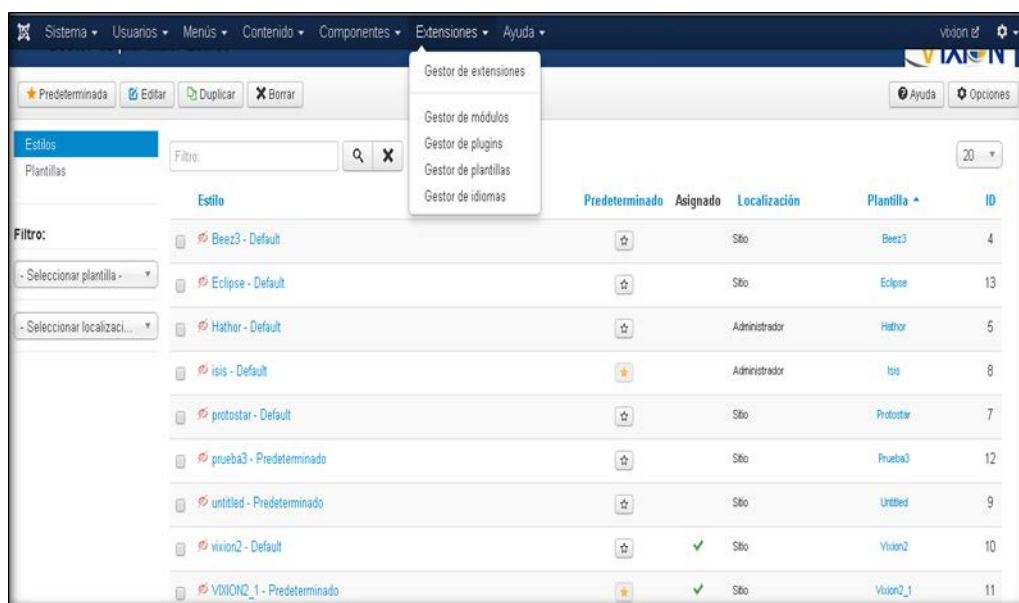 Sistema Usuarios Menús Contenido Componentes Extensiones Ayuda vixion
VIXION
Gestor de extensiones
Gestor de módulos
Gestor de plugins
Gestor de plantillas
Gestor de idiomas
Predeterminada Editar Duplicar Borrar Ayuda Opciones
Estilos
Plantillas
Filtro:
- Seleccionar plantilla -
- Seleccionar localizaci...
Filtro: 20
Estilo Predeterminado Asignado Localización Plantilla ID
Beez3 - Default Sitio Beez3 4
Eclipse - Default Sitio Eclipse 13
Hathor - Default Administrador Hathor 5
isis - Default Administrador Isis 8
protostar - Default Sitio Protostar 7
prueba3 - Predeterminado Sitio Prueba3 12
untitled - Predeterminado Sitio Untitled 9
vixion2 - Default Sitio Vixion2 10
VIXION2_1 - Predeterminado Sitio Vixion2_1 11